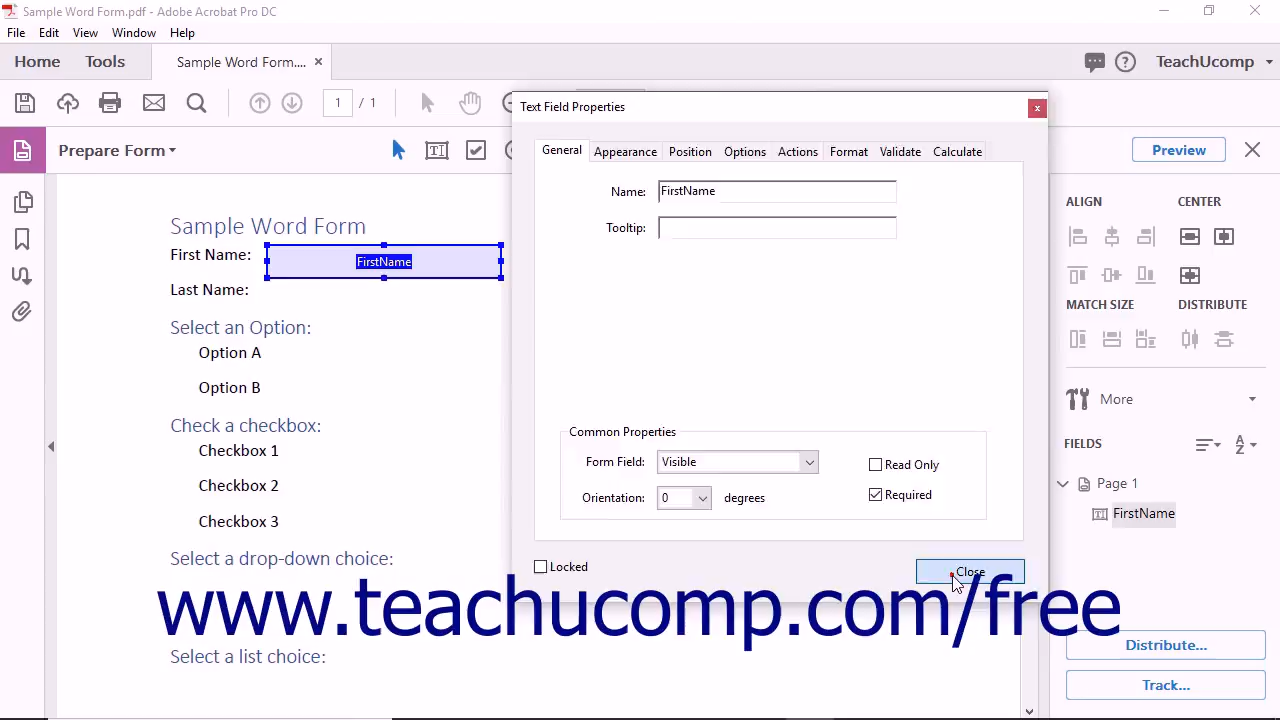 Sample Word Form.pdf - Adobe Acrobat Pro DC
File Edit View Window Help
Home Tools Sample Word Form.... × TeachUcomp
1 / 1
Text Field Properties
Prepare Form
Preview
General Appearance Position Options Actions Format Validate Calculate
Name: FirstName
Tooltip:
Sample Word Form
First Name: FirstName
Last Name:
Select an Option:
Option A
Option B
Check a checkbox:
Checkbox 1
Checkbox 2
Checkbox 3
Select a drop-down choice:
Select a list choice:
Common Properties
Form Field: Visible
Read Only
Orientation: 0 degrees
Required
Locked
Close
ALIGN CENTER
MATCH SIZE DISTRIBUTE
More
FIELDS
Page 1
FirstName
Distribute...
Track...
www.teachucomp.com/free